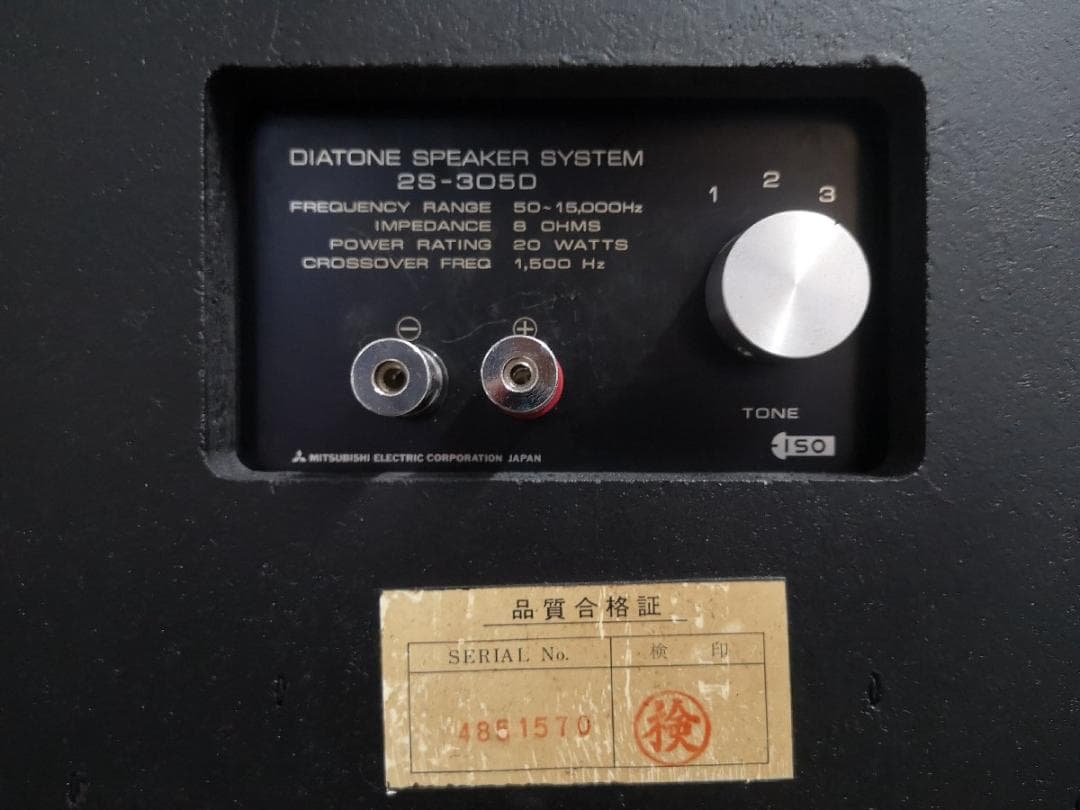 DIATONE SPEAKER SYSTEM
2S-305D
FREQUENCY RANGE 50~15,000Hz
IMPEDANCE 8 OHMS
POWER RATING 20 WATTS
CROSSOVER FREQ 1,500 Hz
1 2 3
⊖ ⊕
TONE
ISO
MITSUBISHI ELECTRIC CORPORATION JAPAN
品質合格証
SERIAL No. 検印
4851570 検